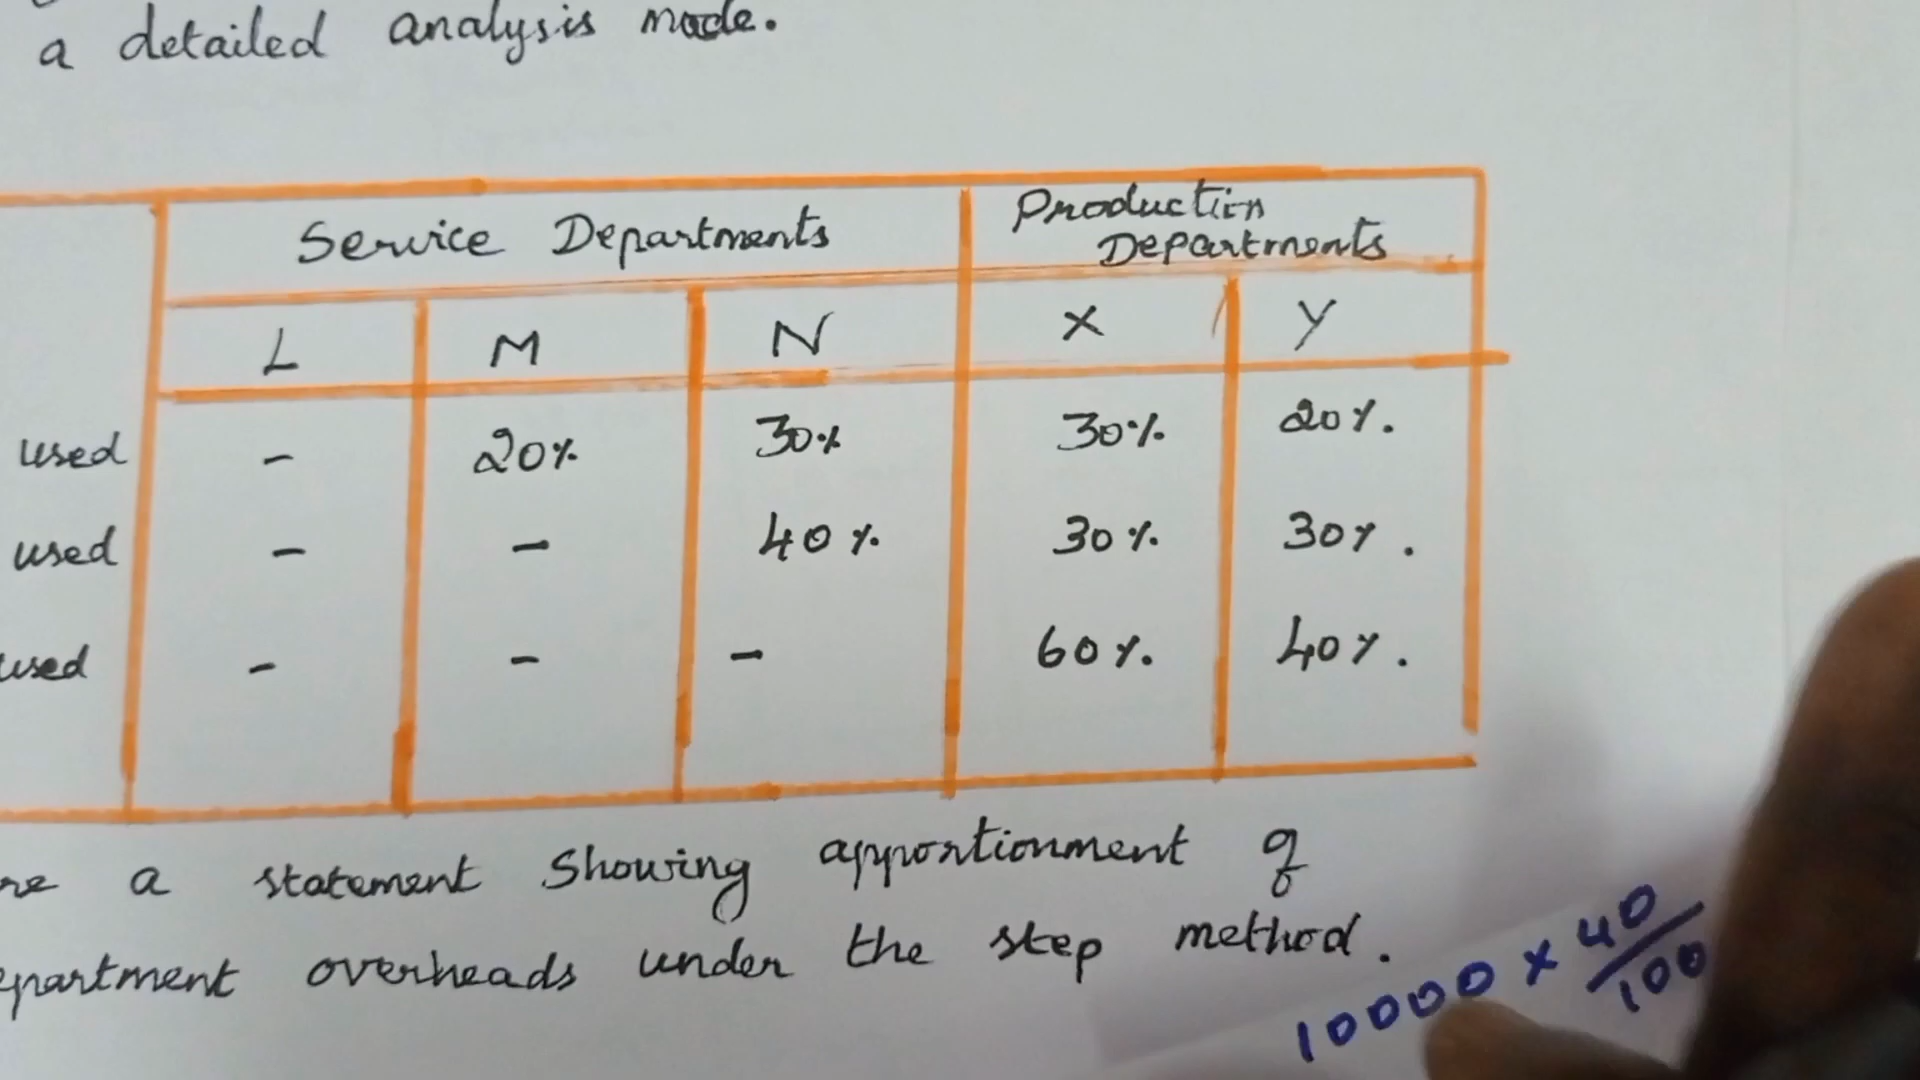 a detailed analysis made.
Service Departments Production Departments
L M N X Y
used - 20% 30% 30% 20%.
used - - 40%. 30%. 30%.
used - - - 60%. 40%.
a statement showing apportionment of
overheads under the step method.
10000 × 40/100